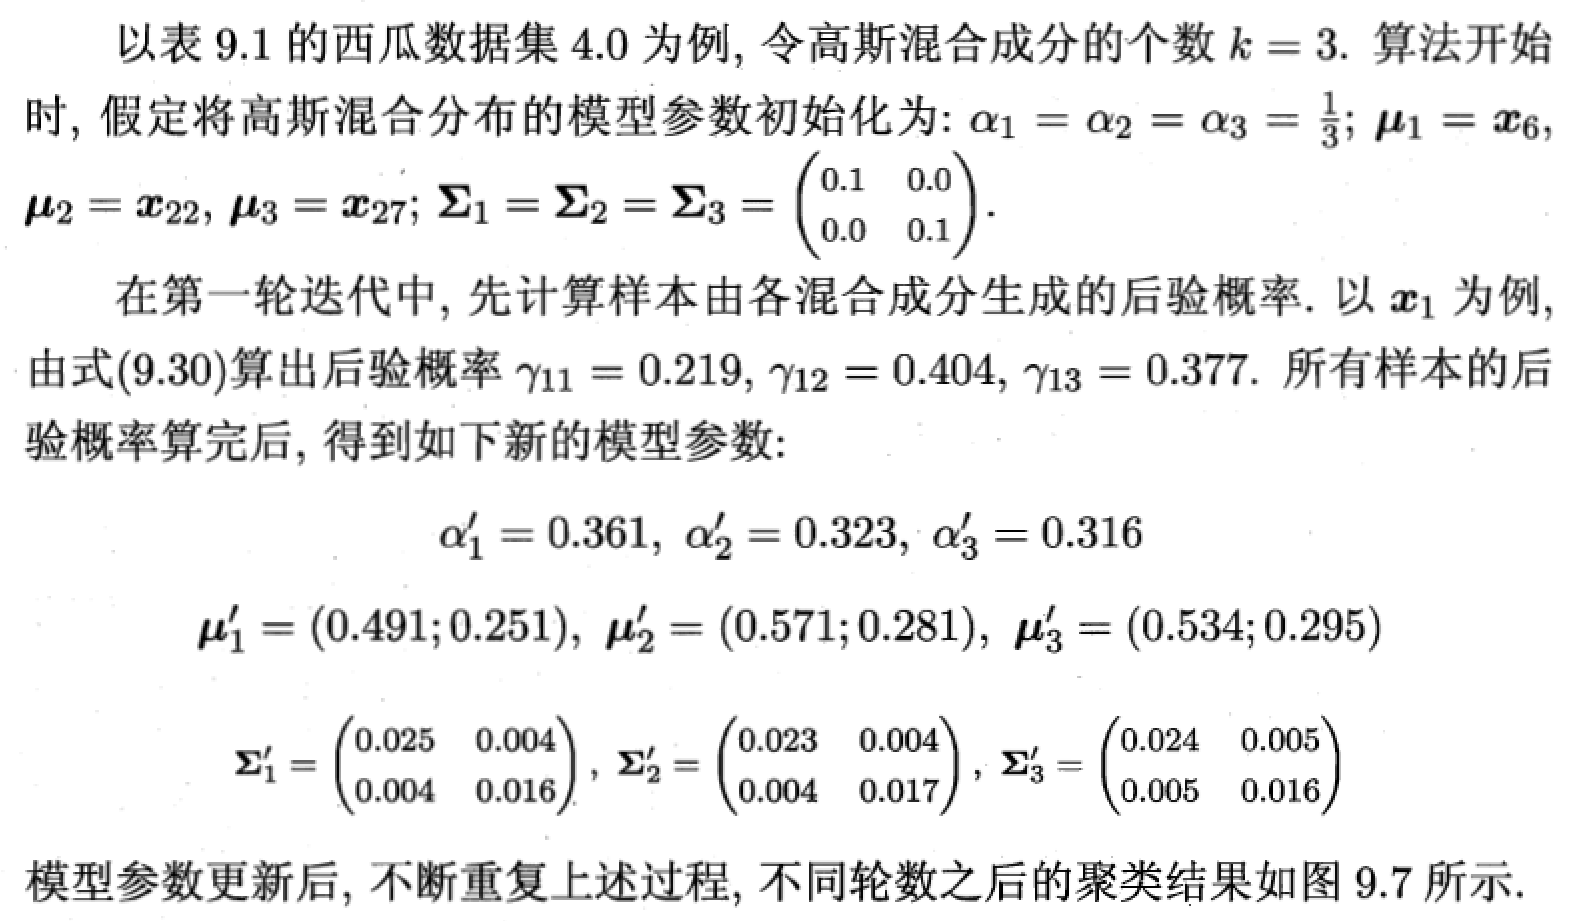 以表 9.1 的西瓜数据集 4.0 为例, 令高斯混合成分的个数 k = 3. 算法开始
时, 假定将高斯混合分布的模型参数初始化为: α₁ = α₂ = α₃ = 1/3; μ₁ = x₆,
μ₂ = x₂₂, μ₃ = x₂₇; Σ₁ = Σ₂ = Σ₃ = (0.1 0.0; 0.0 0.1).
在第一轮迭代中, 先计算样本由各混合成分生成的后验概率. 以 x₁ 为例,
由式(9.30)算出后验概率 γ₁₁ = 0.219, γ₁₂ = 0.404, γ₁₃ = 0.377. 所有样本的后
验概率算完后, 得到如下新的模型参数:
α′₁ = 0.361, α′₂ = 0.323, α′₃ = 0.316
μ′₁ = (0.491; 0.251), μ′₂ = (0.571; 0.281), μ′₃ = (0.534; 0.295)
Σ′₁ = (0.025 0.004; 0.004 0.016), Σ′₂ = (0.023 0.004; 0.004 0.017), Σ′₃ = (0.024 0.005; 0.005 0.016)
模型参数更新后, 不断重复上述过程, 不同轮数之后的聚类结果如图 9.7 所示.